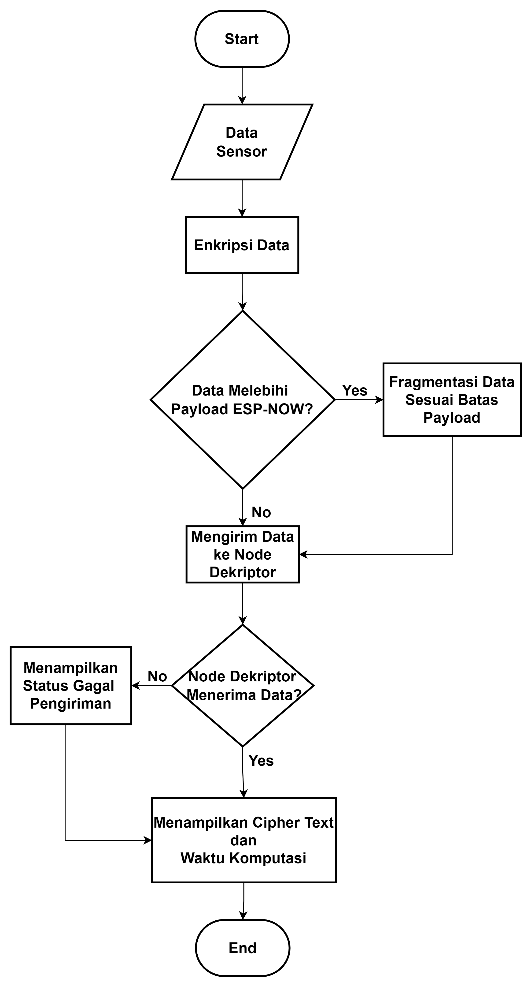 Start
Data
Sensor
Enkripsi Data
Data Melebihi
Payload ESP-NOW?
Yes
Fragmentasi Data
Sesuai Batas
Payload
No
Mengirim Data
ke Node
Dekriptor
Node Dekriptor
Menerima Data?
No
Menampilkan
Status Gagal
Pengiriman
Yes
Menampilkan Cipher Text
dan
Waktu Komputasi
End